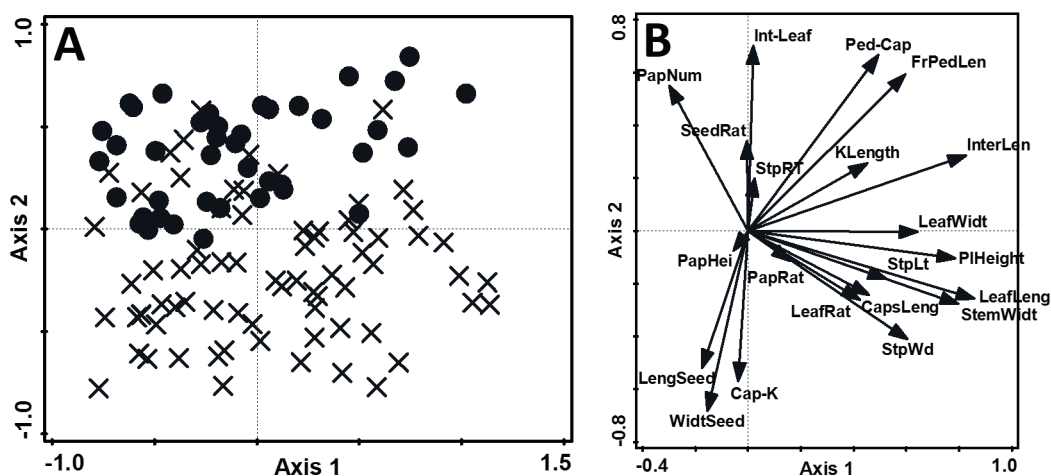 A
1.0
Axis 2
-1.0
-1.0
Axis 1
1.5
B
0.8
Int-Leaf
Ped-Cap
FrPedLen
PapNum
SeedRat
KLength
InterLen
StpRT
Axis 2
LeafWidt
PapHei
StpLt
PlHeight
PapRat
LeafRat
CapsLeng
LeafLeng
StemWidt
StpWd
LengSeed
Cap-K
WidtSeed
-0.8
-0.4
Axis 1
1.0